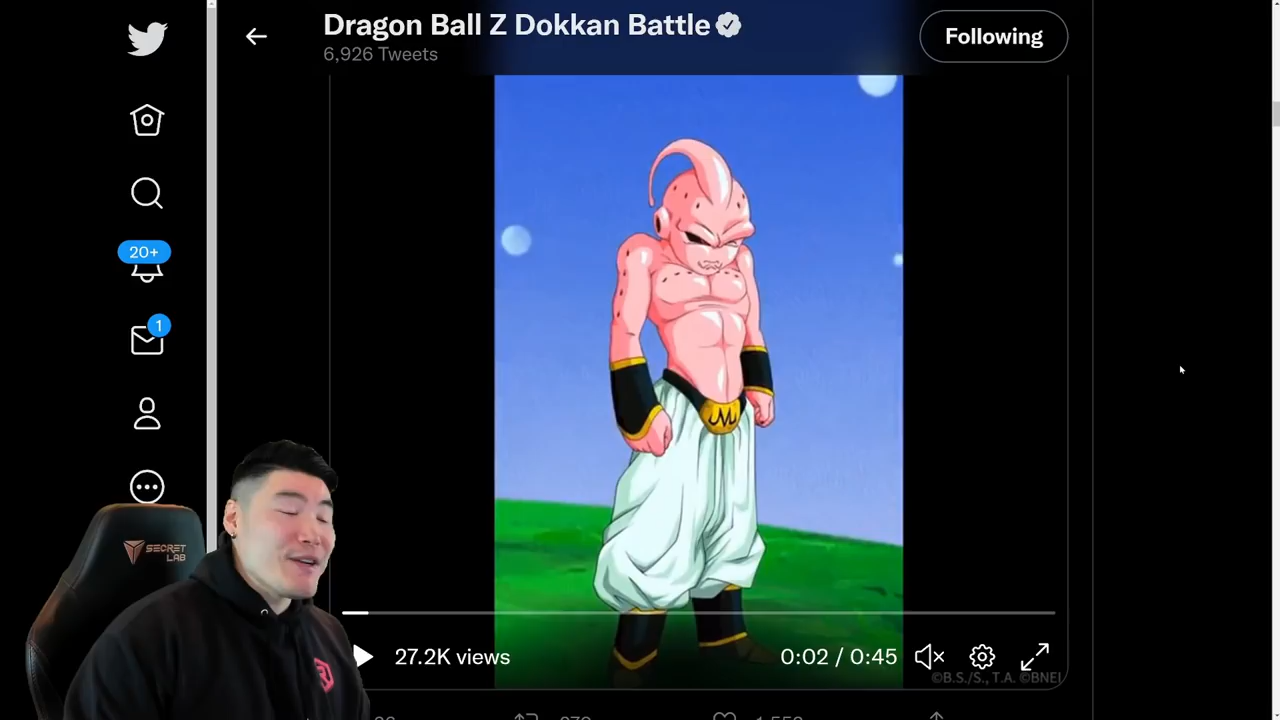 Dragon Ball Z Dokkan Battle
6,926 Tweets
Following
20+
1
SECRET
LAB
27.2K views
0:02 / 0:45
©B.S./S., T.A. ©BNEI